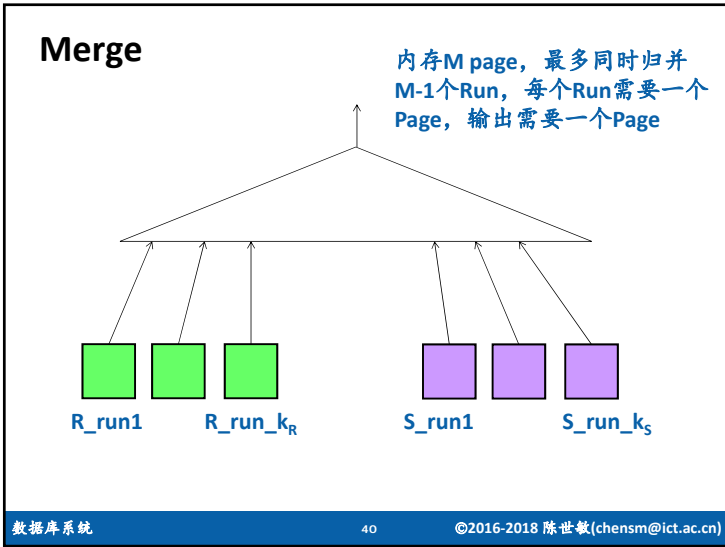 Merge
内存M page，最多同时归并
M-1个Run，每个Run需要一个
Page，输出需要一个Page
R_run1 R_run_kR S_run1 S_run_kS
数据库系统 40 ©2016-2018 陈世敏(chensm@ict.ac.cn)